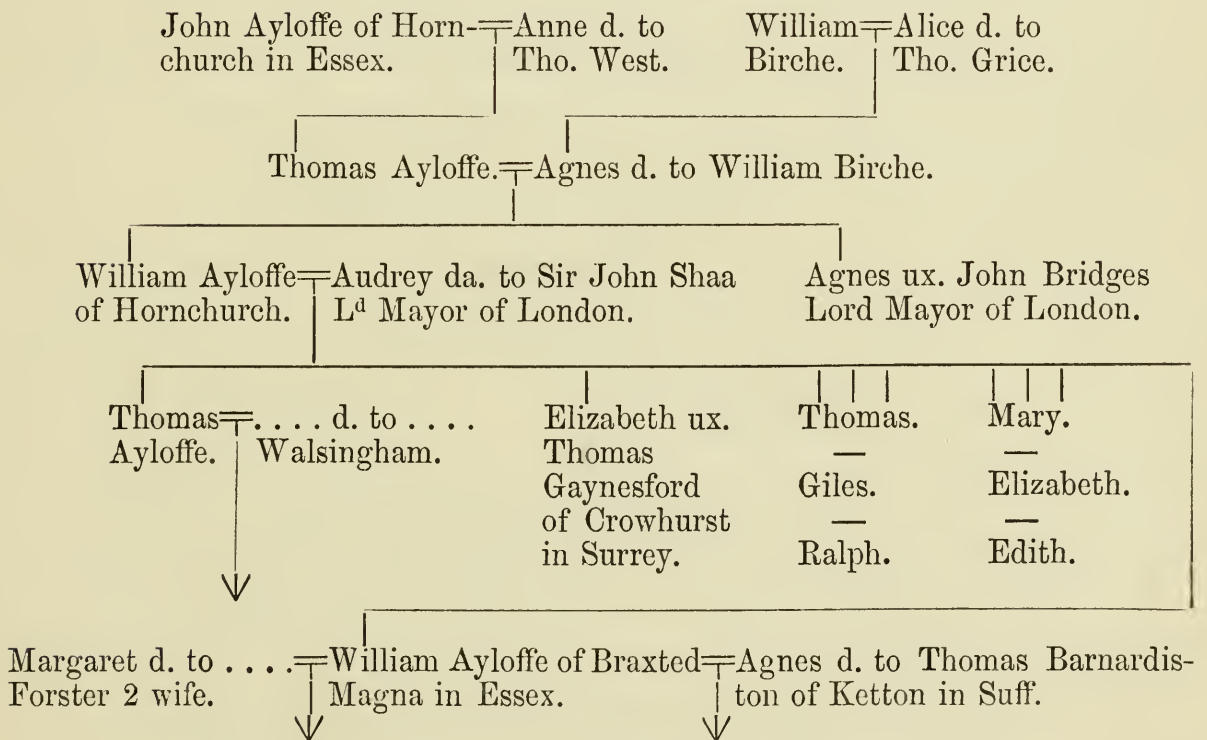 John Ayloffe of Horn-
church in Essex.
Anne d. to
Tho. West.
William
Birche.
Alice d. to
Tho. Grice.
Thomas Ayloffe.
Agnes d. to William Birche.
William Ayloffe
of Hornchurch.
Audrey da. to Sir John Shaa
Lᵈ Mayor of London.
Agnes ux. John Bridges
Lord Mayor of London.
Thomas
Ayloffe.
. . . . d. to . . . .
Walsingham.
Elizabeth ux.
Thomas
Gaynesford
of Crowhurst
in Surrey.
Thomas.
—
Giles.
—
Ralph.
Mary.
—
Elizabeth.
—
Edith.
Margaret d. to . . . .
Forster 2 wife.
William Ayloffe of Braxted
Magna in Essex.
Agnes d. to Thomas Barnardis-
ton of Ketton in Suff.